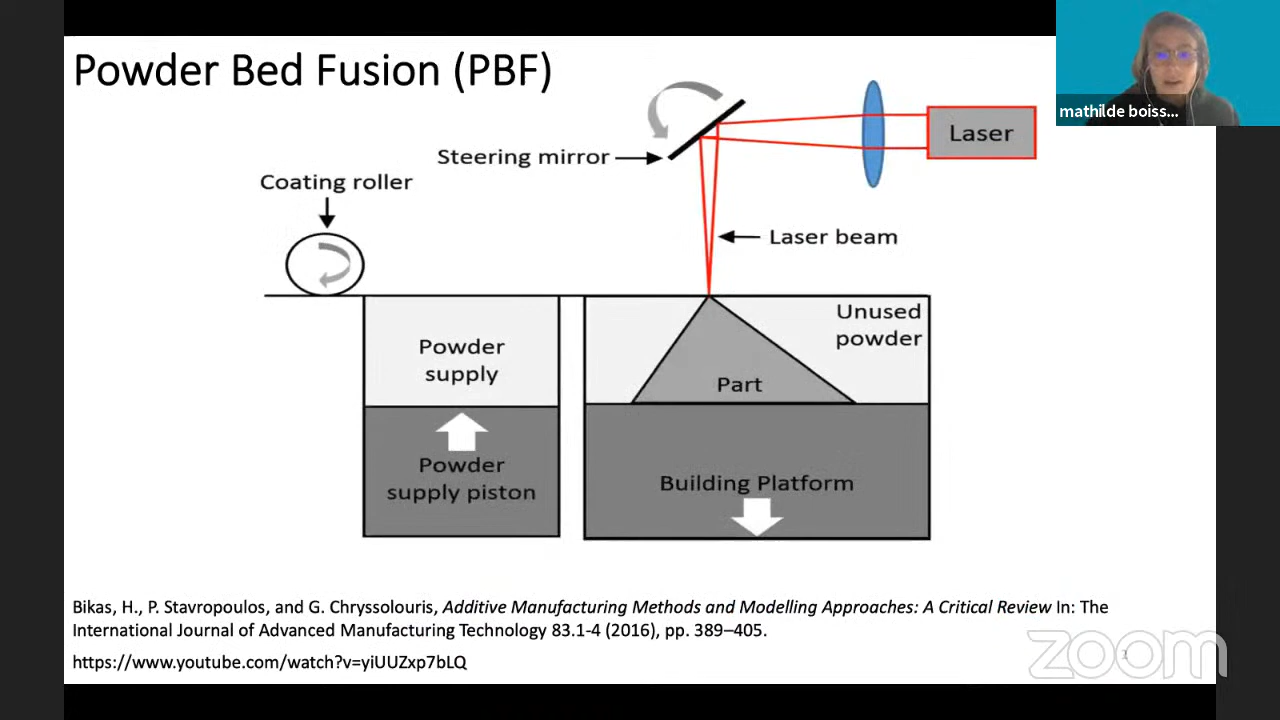 Powder Bed Fusion (PBF)
mathilde boiss...
Laser
Steering mirror
Coating roller
Laser beam
Unused
powder
Powder
supply
Part
Powder
supply piston
Building Platform
Bikas, H., P. Stavropoulos, and G. Chryssolouris, Additive Manufacturing Methods and Modelling Approaches: A Critical Review In: The
International Journal of Advanced Manufacturing Technology 83.1-4 (2016), pp. 389–405.
https://www.youtube.com/watch?v=yiUUZxp7bLQ
zoom